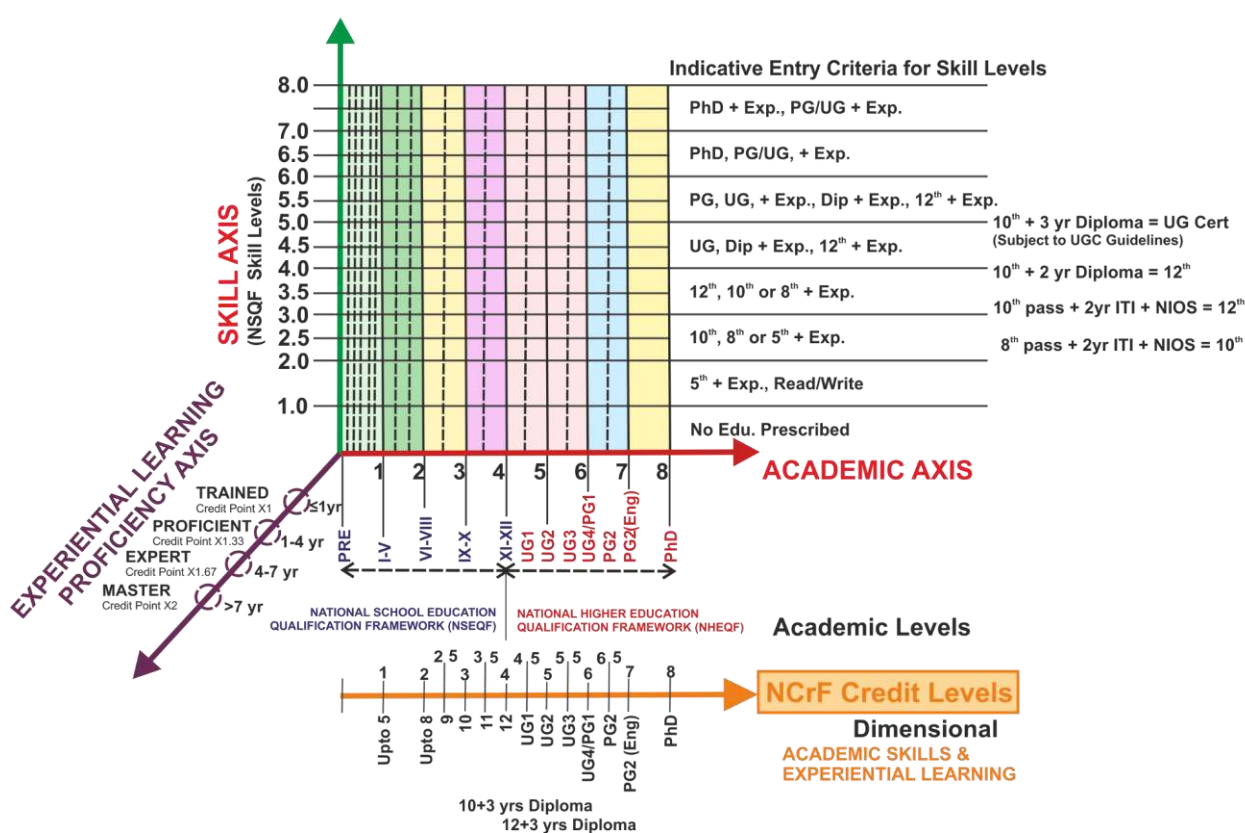 Indicative Entry Criteria for Skill Levels
8.0
7.0
6.5
6.0
5.5
5.0
4.5
4.0
3.5
3.0
2.5
2.0
1.0
SKILL AXIS
(NSQF Skill Levels)
PhD + Exp., PG/UG + Exp.
PhD, PG/UG, + Exp.
PG, UG, + Exp., Dip + Exp., 12th + Exp.
UG, Dip + Exp., 12th + Exp.
12th, 10th or 8th + Exp.
10th, 8th or 5th + Exp.
5th + Exp., Read/Write
No Edu. Prescribed
10th + 3 yr Diploma = UG Cert
(Subject to UGC Guidelines)
10th + 2 yr Diploma = 12th
10th pass + 2yr ITI + NIOS = 12th
8th pass + 2yr ITI + NIOS = 10th
1 2 3 4 5 6 7 8
ACADEMIC AXIS
EXPERIENTIAL LEARNING
PROFICIENCY AXIS
TRAINED
Credit Point X1
≤1yr
PROFICIENT
Credit Point X1.33
1-4 yr
EXPERT
Credit Point X1.67
4-7 yr
MASTER
Credit Point X2
>7 yr
PRE
I-V
VI-VIII
IX-X
XI-XII
UG1
UG2
UG3
UG4/PG1
PG2
PG2(Eng)
PhD
NATIONAL SCHOOL EDUCATION
QUALIFICATION FRAMEWORK (NSEQF)
NATIONAL HIGHER EDUCATION
QUALIFICATION FRAMEWORK (NHEQF)
Academic Levels
2 5 3 5 4 5 5 5 6 5
1 2 3 4 5 6 7 8
NCrF Credit Levels
Upto 5
Upto 8
9
10
11
12
UG1
UG2
UG3
UG4/PG1
PG2
PG2 (Eng)
PhD
Dimensional
ACADEMIC SKILLS &
EXPERIENTIAL LEARNING
10+3 yrs Diploma
12+3 yrs Diploma